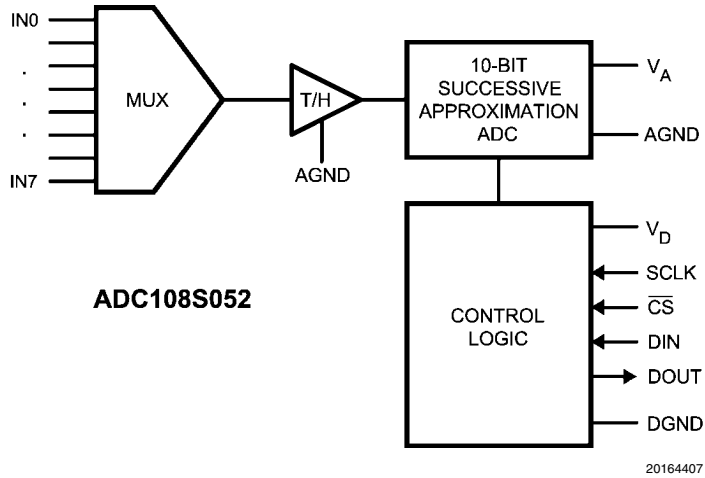 IN0
.
.
.
IN7
MUX
T/H
AGND
10-BIT
SUCCESSIVE
APPROXIMATION
ADC
VA
AGND
CONTROL
LOGIC
VD
SCLK
C̅S̅
DIN
DOUT
DGND
ADC108S052
20164407